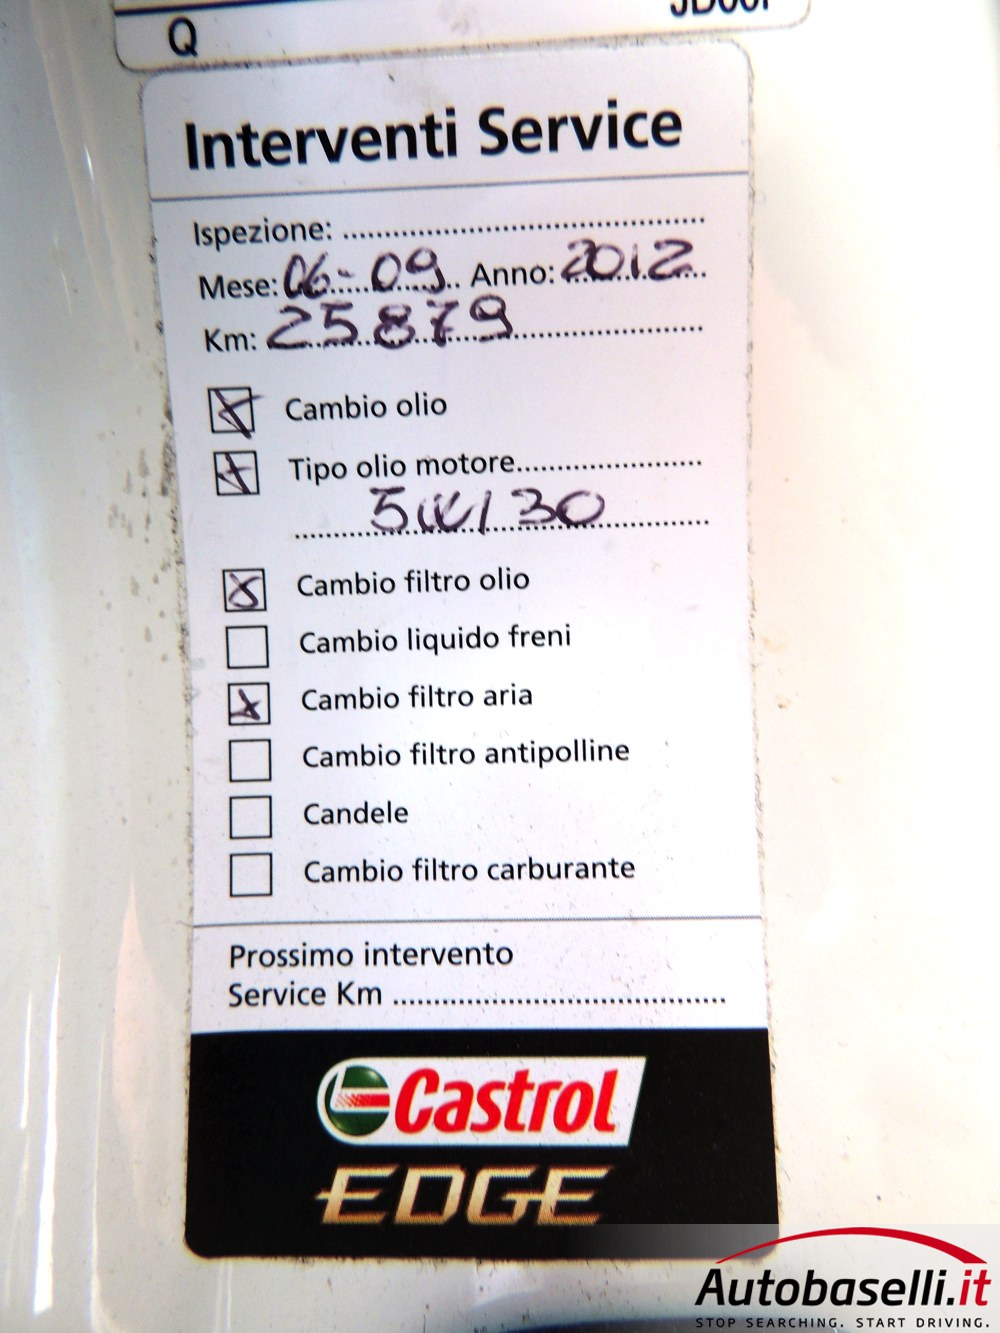 Q
Interventi Service
Ispezione: ........................................
Mese: 06-09 Anno: 2012
Km: 25879
Cambio olio
Tipo olio motore........................
5W/30
Cambio filtro olio
Cambio liquido freni
Cambio filtro aria
Cambio filtro antipolline
Candele
Cambio filtro carburante
Prossimo intervento
Service Km ........................................
Castrol
EDGE
Autobaselli.it
STOP SEARCHING. START DRIVING.